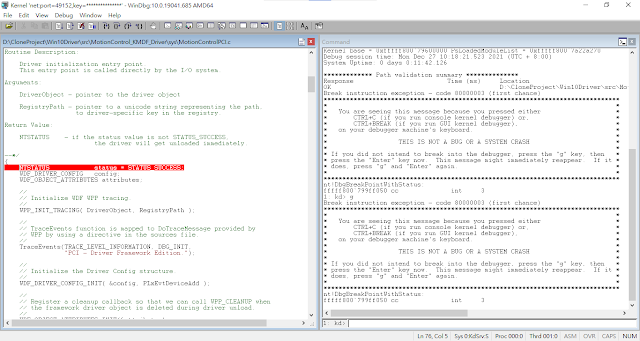 Kernel 'net:port=49152,key=***************' - WinDbg:10.0.19041.685 AMD64
File Edit View Debug Window Help
D:\CloneProject\Win10Driver\src\MotionControl_KMDF_Driver\sys\MotionControlPCI.c
Routine Description:
Driver initialization entry point.
This entry point is called directly by the I/O system.
Arguments:
DriverObject - pointer to the driver object
RegistryPath - pointer to a unicode string representing the path,
to driver-specific key in the registry
Return Value:
NTSTATUS - if the status value is not STATUS_SUCCESS,
the driver will get unloaded immediately.
--*/
{
NTSTATUS status = STATUS_SUCCESS;
WDF_DRIVER_CONFIG config;
WDF_OBJECT_ATTRIBUTES attributes;
//
// Initialize WDF WPP tracing.
//
WPP_INIT_TRACING( DriverObject, RegistryPath );
//
// TraceEvents function is mapped to DoTraceMessage provided by
// WPP by using a directive in the sources file.
//
TraceEvents(TRACE_LEVEL_INFORMATION, DBG_INIT,
"PCI - Driver Framework Edition ");
//
// Initialize the Driver Config structure.
//
WDF_DRIVER_CONFIG_INIT( &config, PLxEvtDeviceAdd );
//
// Register a cleanup callback so that we can call WPP_CLEANUP when
// the framework driver object is deleted during driver unload.
//
Command
Debug session time: Mon Dec 27 10:18:21.523 2021 (UTC + 8:00)
System Uptime: 0 days 0:11:42.126
************* Path validation summary **************
Response Time (ms) Location
OK D:\CloneProject\Win10Driver\src\Mo
Break instruction exception - code 80000003 (first chance)
* You are seeing this message because you pressed either *
* CTRL+C (if you run console kernel debugger) or, *
* CTRL+BREAK (if you run GUI kernel debugger), *
* on your debugger machine's keyboard. *
* THIS IS NOT A BUG OR A SYSTEM CRASH *
* If you did not intend to break into the debugger, press the "g" key, then *
* press the "Enter" key now. This message might immediately reappear. If it *
* does, press "g" and "Enter" again. *
nt!DbgBreakPointWithStatus:
fffff800`799ff050 cc int 3
1: kd> g
Break instruction exception - code 80000003 (first chance)
* You are seeing this message because you pressed either *
* CTRL+C (if you run console kernel debugger) or, *
* CTRL+BREAK (if you run GUI kernel debugger), *
* on your debugger machine's keyboard. *
* THIS IS NOT A BUG OR A SYSTEM CRASH *
* If you did not intend to break into the debugger, press the "g" key, then *
* press the "Enter" key now. This message might immediately reappear. If it *
* does, press "g" and "Enter" again. *
nt!DbgBreakPointWithStatus:
fffff800`799ff050 cc int 3
1: kd>
Ln 76, Col 5 Sys 0:KdSrv:S Proc 000:0 Thrd 001:0 ASM OVR CAPS NUM